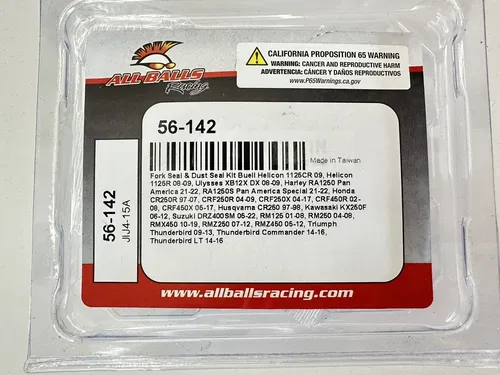 ALL BALLS
Racing
CALIFORNIA PROPOSITION 65 WARNING
WARNING: CANCER AND REPRODUCTIVE HARM
ADVERTENCIA: CÁNCER Y DAÑOS REPRODUCTIVOS
www.P65Warnings.ca.gov
56-142
Made in Taiwan
Fork Seal & Dust Seal Kit Buell Helicon 1125CR 09, Helicon
1125R 08-09, Ulysses XB12X DX 08-09, Harley RA1250 Pan
America 21-22, RA1250S Pan America Special 21-22, Honda
CR250R 97-07, CRF250R 04-09, CRF250X 04-17, CRF450R 02-
08, CRF450X 05-17, Husqvarna CR250 97-98, Kawasaki KX250F
06-12, Suzuki DRZ400SM 05-22, RM125 01-08, RM250 04-08,
RMX450 10-19, RMZ250 07-12, RMZ450 05-12, Triumph
Thunderbird 09-13, Thunderbird Commander 14-16,
Thunderbird LT 14-16
56-142
JIJ4-15A
www.allballsracing.com